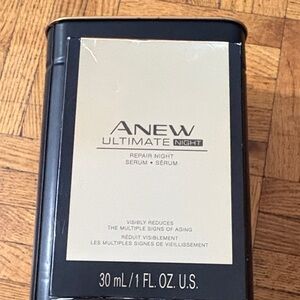 ANEW
ULTIMATE NIGHT
REPAIR NIGHT
SERUM • SÉRUM
VISIBLY REDUCES
THE MULTIPLE SIGNS OF AGING
RÉDUIT VISIBLEMENT
LES MULTIPLES SIGNES DE VIEILLISSEMENT
30 mL/1 FL. OZ. U.S.